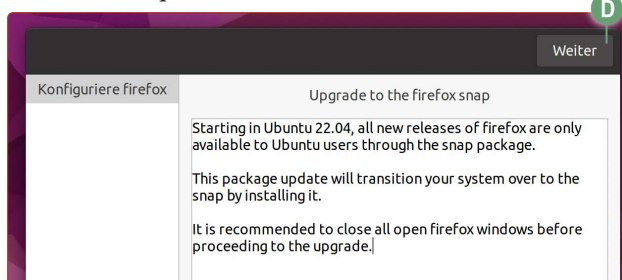 D
Weiter
Konfiguriere firefox
Upgrade to the firefox snap
Starting in Ubuntu 22.04, all new releases of firefox are only
available to Ubuntu users through the snap package.
This package update will transition your system over to the
snap by installing it.
It is recommended to close all open firefox windows before
proceeding to the upgrade.